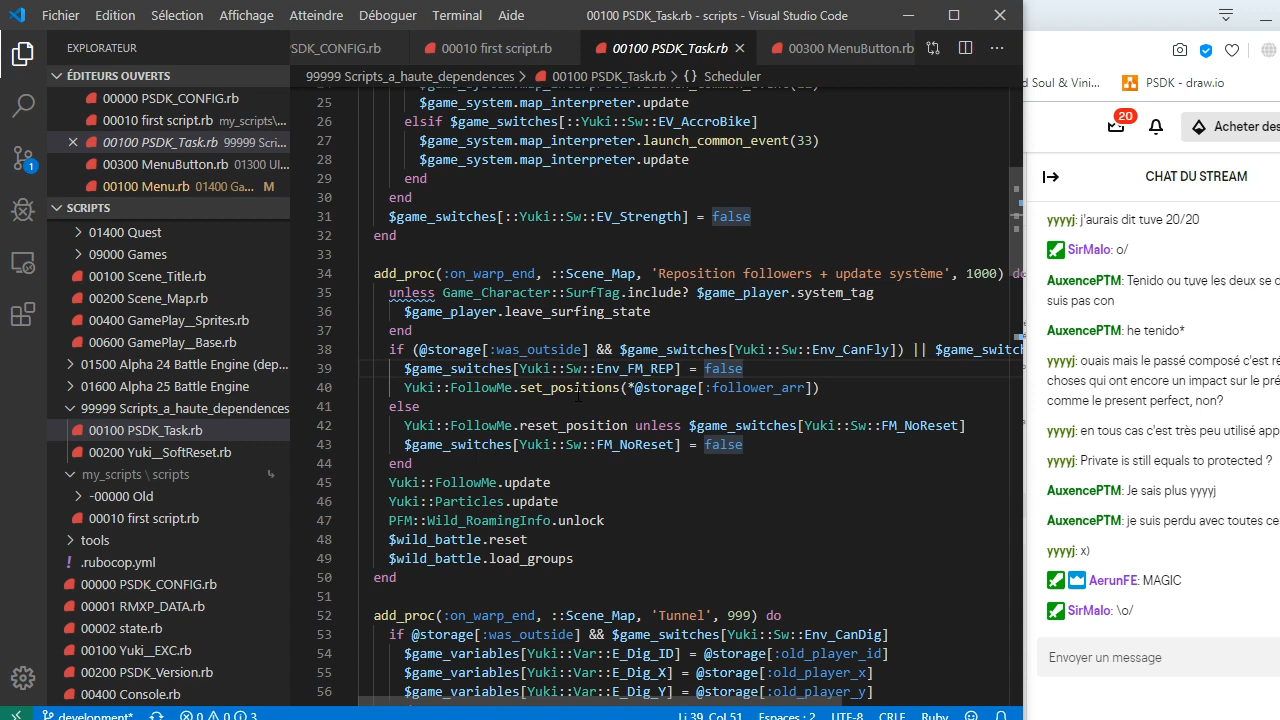 Fichier Edition Sélection Affichage Atteindre Déboguer Terminal Aide 00100 PSDK_Task.rb - scripts - Visual Studio Code
EXPLORATEUR
ÉDITEURS OUVERTS
00000 PSDK_CONFIG.rb
00010 first script.rb my_scripts\...
00100 PSDK_Task.rb 99999 Scri...
00300 MenuButton.rb 01300 UI...
00100 Menu.rb 01400 Ga... M
SCRIPTS
01400 Quest
09000 Games
00100 Scene_Title.rb
00200 Scene_Map.rb
00400 GamePlay__Sprites.rb
00600 GamePlay__Base.rb
01500 Alpha 24 Battle Engine (dep...
01600 Alpha 25 Battle Engine
99999 Scripts_a_haute_dependences
00100 PSDK_Task.rb
00200 Yuki__SoftReset.rb
my_scripts \ scripts
-00000 Old
00010 first script.rb
tools
.rubocop.yml
00000 PSDK_CONFIG.rb
00001 RMXP_DATA.rb
00002 state.rb
00100 Yuki__EXC.rb
00200 PSDK_Version.rb
00400 Console.rb
1
SDK_CONFIG.rb 00010 first script.rb 00100 PSDK_Task.rb 00300 MenuButton.rb
99999 Scripts_a_haute_dependences > 00100 PSDK_Task.rb > {} Scheduler
25 $game_system.map_interpreter.update
26 elsif $game_switches[::Yuki::Sw::EV_AccroBike]
27 $game_system.map_interpreter.launch_common_event(33)
28 $game_system.map_interpreter.update
29 end
30 end
31 $game_switches[::Yuki::Sw::EV_Strength] = false
32 end
33
34 add_proc(:on_warp_end, ::Scene_Map, 'Reposition followers + update système', 1000) do
35 unless Game_Character::SurfTag.include? $game_player.system_tag
36 $game_player.leave_surfing_state
37 end
38 if (@storage[:was_outside] && $game_switches[Yuki::Sw::Env_CanFly]) || $game_switch
39 $game_switches[Yuki::Sw::Env_FM_REP] = false
40 Yuki::FollowMe.set_positions(*@storage[:follower_arr])
41 else
42 Yuki::FollowMe.reset_position unless $game_switches[Yuki::Sw::FM_NoReset]
43 $game_switches[Yuki::Sw::FM_NoReset] = false
44 end
45 Yuki::FollowMe.update
46 Yuki::Particles.update
47 PFM::Wild_RoamingInfo.unlock
48 $wild_battle.reset
49 $wild_battle.load_groups
50 end
51
52 add_proc(:on_warp_end, ::Scene_Map, 'Tunnel', 999) do
53 if @storage[:was_outside] && $game_switches[Yuki::Sw::Env_CanDig]
54 $game_variables[Yuki::Var::E_Dig_ID] = @storage[:old_player_id]
55 $game_variables[Yuki::Var::E_Dig_X] = @storage[:old_player_x]
56 $game_variables[Yuki::Var::E_Dig_Y] = @storage[:old_player_y]
development* 0 0 3 Li 39, Col 51 Espaces : 2 UTF-8 CRLF Ruby
d Soul & Vini... PSDK - draw.io
20 Acheter des
CHAT DU STREAM
yyyyj: j'aurais dit tuve 20/20
SirMalo: o/
AuxencePTM: Tenido ou tuve les deux se d
suis pas con
AuxencePTM: he tenido*
yyyyj: ouais mais le passé composé c'est ré
choses qui ont encore un impact sur le pré
comme le present perfect, non?
yyyyj: en tous cas c'est très peu utilisé app
yyyyj: Private is still equals to protected ?
AuxencePTM: Je sais plus yyyyj
AuxencePTM: je suis perdu avec toutes ce
yyyyj: x)
AerunFE: MAGIC
SirMalo: \o/
Envoyer un message